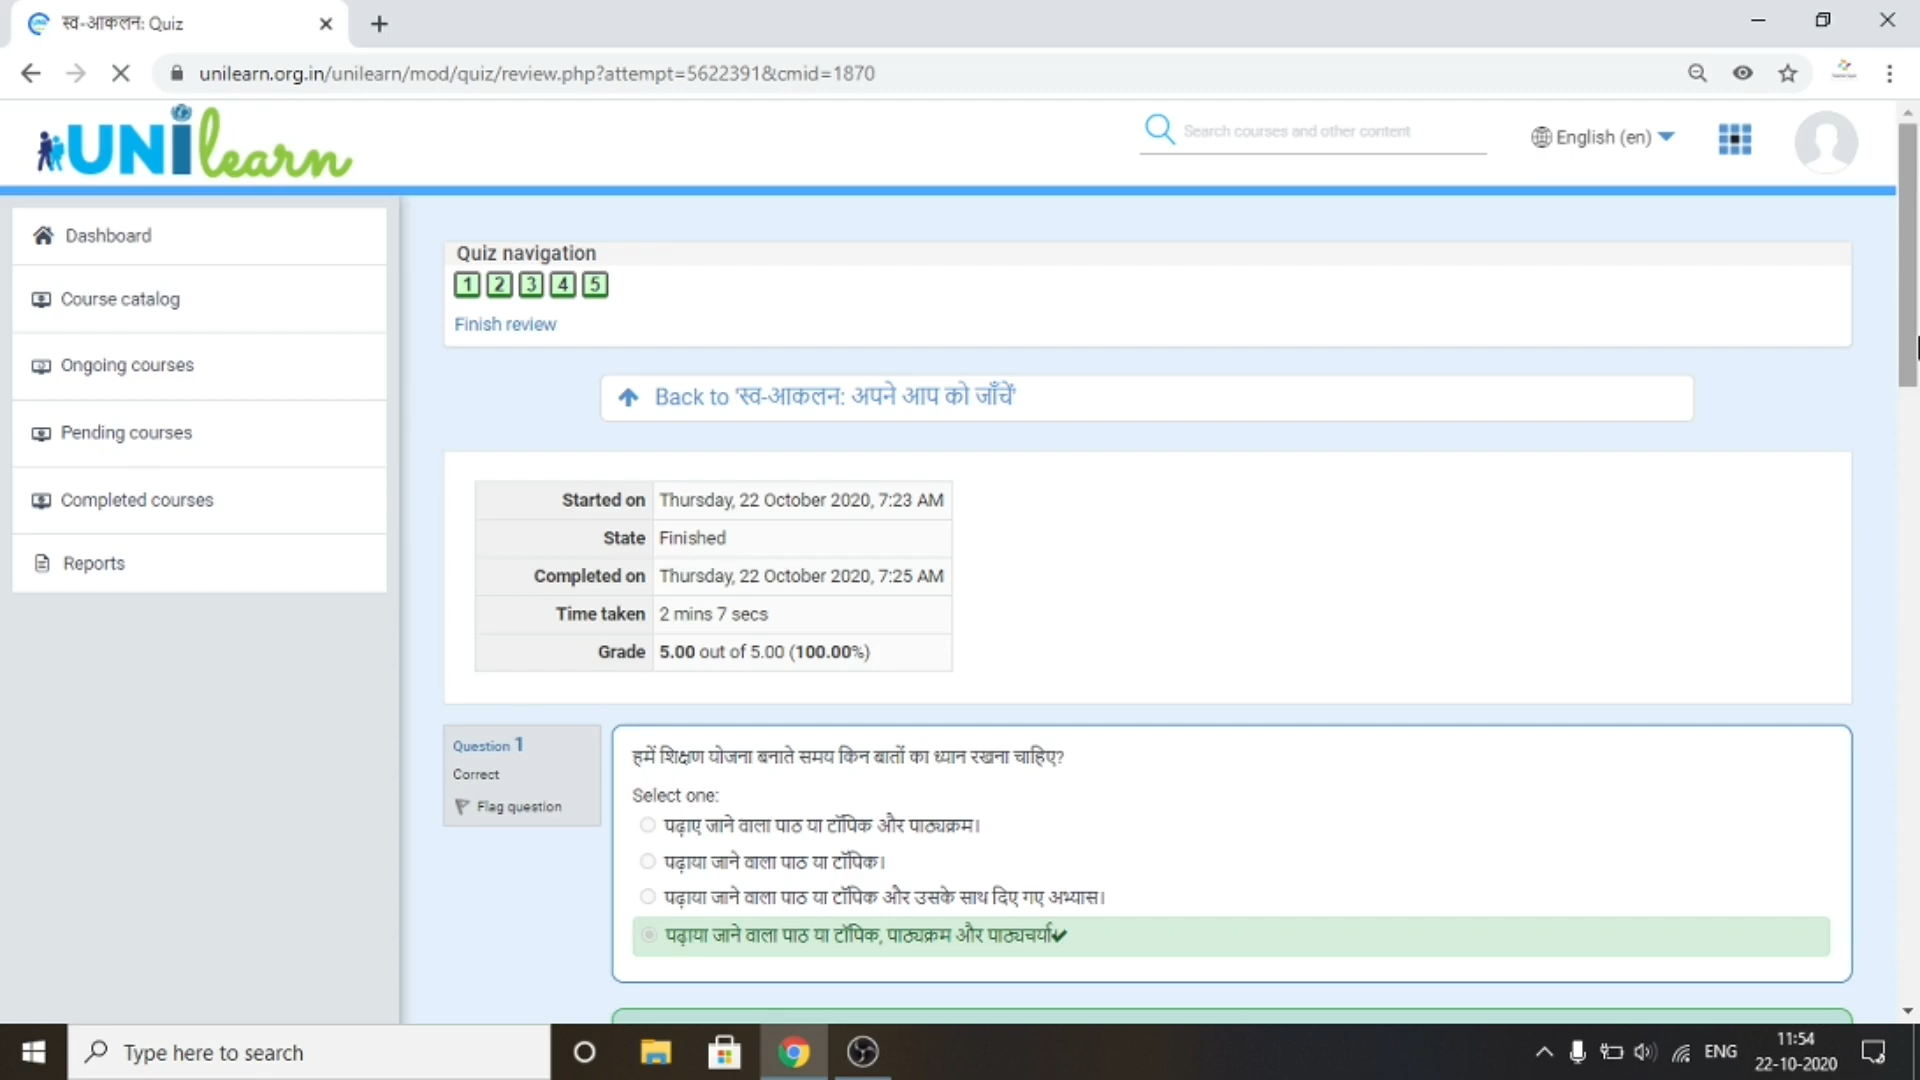 स्व-आकलन: Quiz
unilearn.org.in/unilearn/mod/quiz/review.php?attempt=5622391&cmid=1870
UNilearn
Search courses and other content
English (en)
Dashboard
Course catalog
Ongoing courses
Pending courses
Completed courses
Reports
Quiz navigation
1 2 3 4 5
Finish review
Back to 'स्व-आकलन: अपने आप को जाँचें'
Started on Thursday, 22 October 2020, 7:23 AM
State Finished
Completed on Thursday, 22 October 2020, 7:25 AM
Time taken 2 mins 7 secs
Grade 5.00 out of 5.00 (100.00%)
Question 1
Correct
Flag question
हमें शिक्षण योजना बनाते समय किन बातों का ध्यान रखना चाहिए?
Select one:
पढ़ाए जाने वाला पाठ या टॉपिक और पाठ्यक्रम।
पढ़ाया जाने वाला पाठ या टॉपिक।
पढ़ाया जाने वाला पाठ या टॉपिक और उसके साथ दिए गए अभ्यास।
पढ़ाया जाने वाला पाठ या टॉपिक, पाठ्यक्रम और पाठ्यचर्या
Type here to search
ENG
11:54
22-10-2020